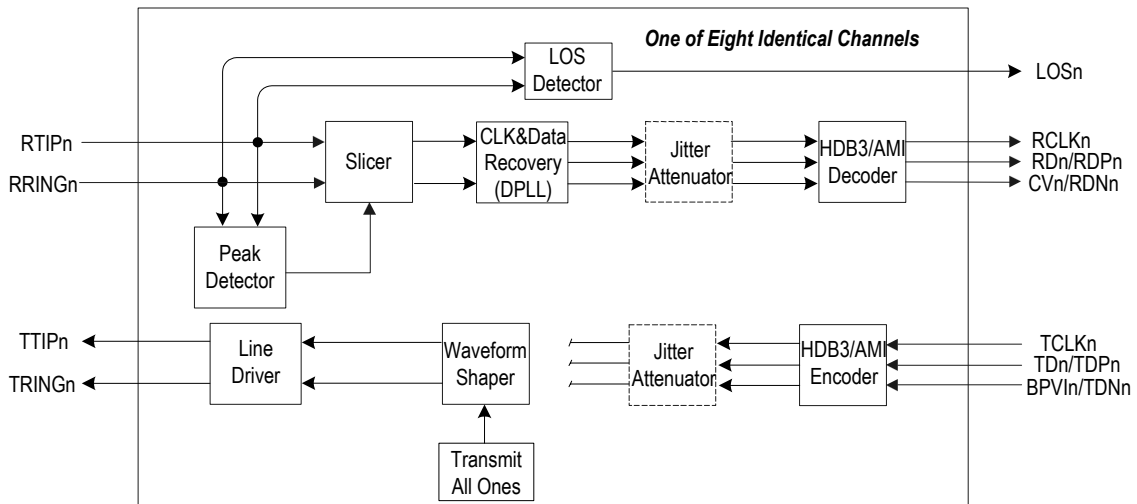 One of Eight Identical Channels
LOS
Detector
LOSn
RTIPn
RRINGn
Slicer
CLK&Data
Recovery
(DPLL)
Jitter
Attenuator
HDB3/AMI
Decoder
RCLKn
RDn/RDPn
CVn/RDNn
Peak
Detector
TTIPn
TRINGn
Line
Driver
Waveform
Shaper
Jitter
Attenuator
HDB3/AMI
Encoder
TCLKn
TDn/TDPn
BPVIn/TDNn
Transmit
All Ones